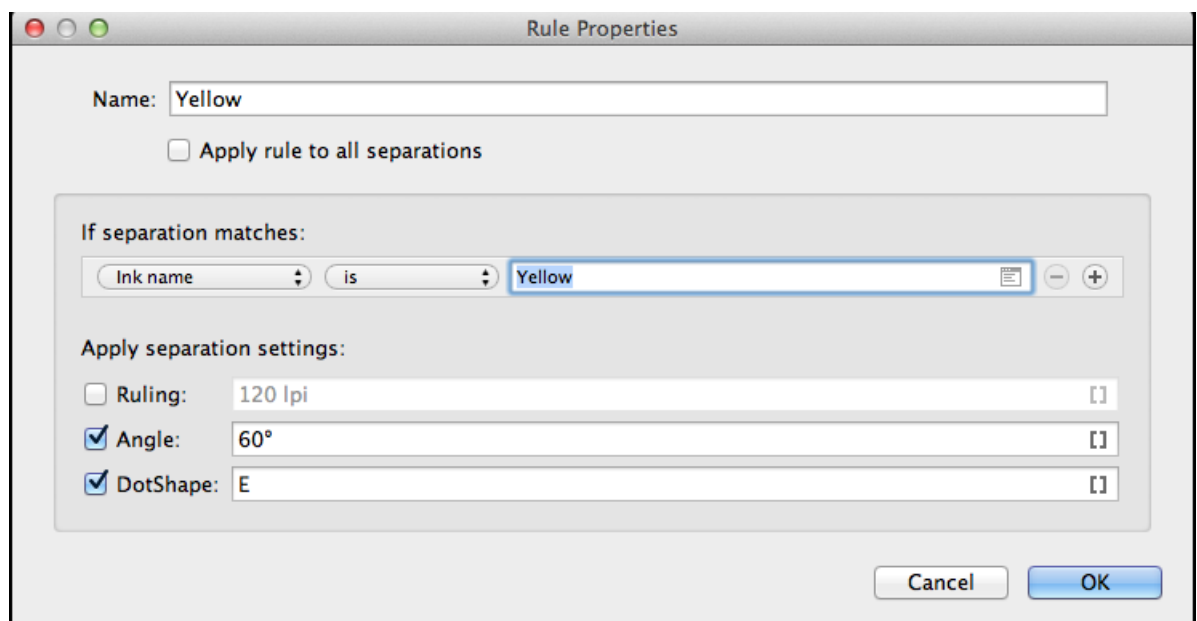 Rule Properties
Name: Yellow
Apply rule to all separations
If separation matches:
Ink name is Yellow
Apply separation settings:
Ruling: 120 lpi
Angle: 60°
DotShape: E
Cancel OK